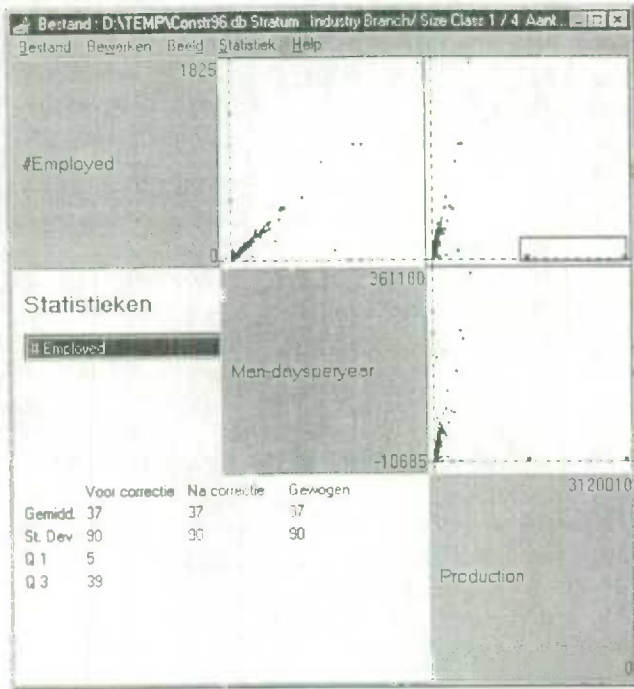 Bestand : D:\TEMP\Constr96.db Stratum : Industry Branch/ Size Class 1 / 4 Aant...
Bestand Bewerken Beeld Statistiek Help
1825
#Employed
0
Statistieken
# Employed
361180
Men-daysperyear
-10685
Voor correctie Na correctie Gewogen
Gemidd. 37 37 37
St. Dev 90 90 90
Q 1 5
Q 3 39
3120010
Production
0